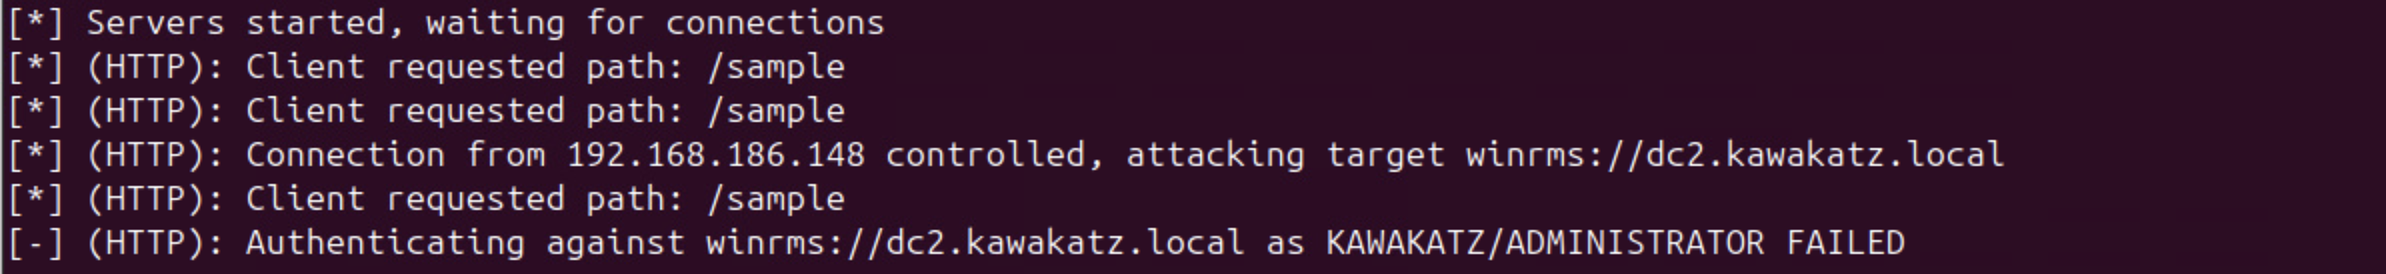 [*] Servers started, waiting for connections
[*] (HTTP): Client requested path: /sample
[*] (HTTP): Client requested path: /sample
[*] (HTTP): Connection from 192.168.186.148 controlled, attacking target winrms://dc2.kawakatz.local
[*] (HTTP): Client requested path: /sample
[-] (HTTP): Authenticating against winrms://dc2.kawakatz.local as KAWAKATZ/ADMINISTRATOR FAILED